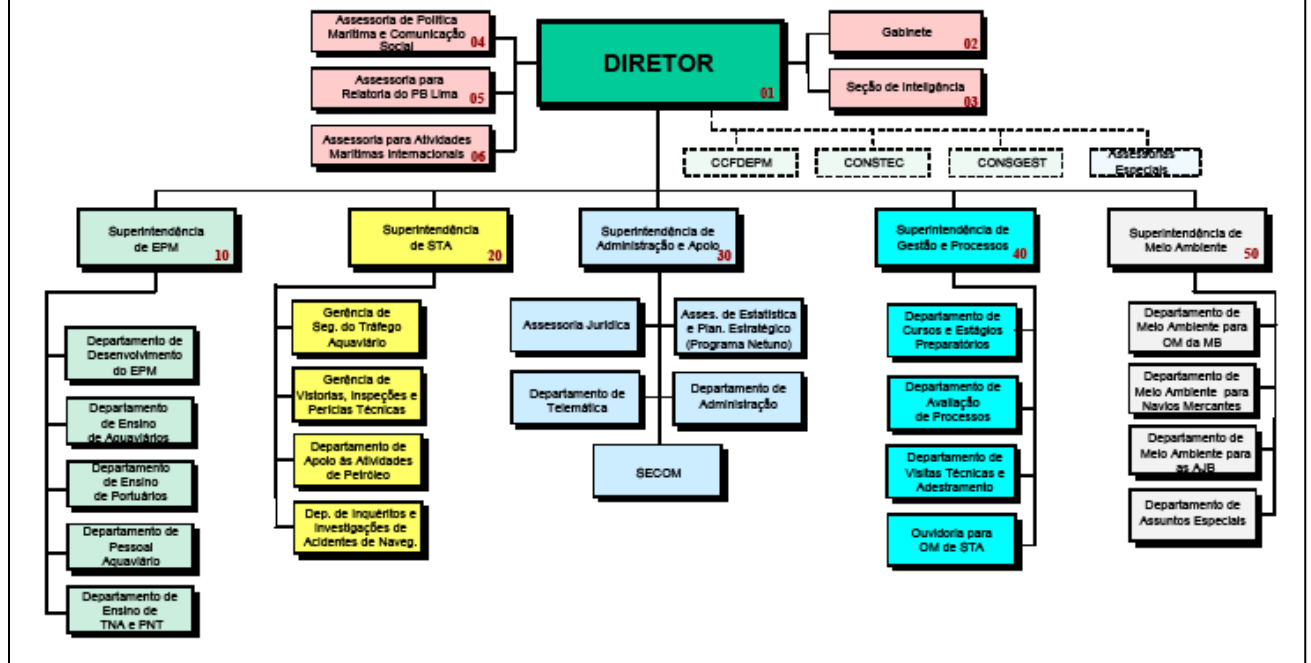 Assessoria de Política
Marítima e Comunicação
Social
04
Assessoria para
Relatoria do PB Lima
05
Assessoria para Atividades
Marítimas Internacionais
06
DIRETOR
01
Gabinete
02
Seção de Inteligência
03
CCFDEPM
CONSTEC
CONSGEST
Assessorias
Especiais
Superintendência
de EPM
10
Superintendência
de STA
20
Superintendência de
Administração e Apoio
30
Superintendência de
Gestão e Processos
40
Superintendência de
Meio Ambiente
50
Departamento de
Desenvolvimento
do EPM
Departamento
de Ensino
de Aquaviários
Departamento
de Ensino
de Portuários
Departamento de
Pessoal
Aquaviário
Departamento de
Ensino de
TNA e PNT
Gerência de
Seg. do Tráfego
Aquaviário
Gerência de
Vistorias, Inspeções e
Perícias Técnicas
Departamento de
Apoio às Atividades
de Petróleo
Dep. de Inquéritos e
Investigações de
Acidentes de Naveg.
Assessoria Jurídica
Asses. de Estatística
e Plan. Estratégico
(Programa Netuno)
Departamento de
Telemática
Departamento de
Administração
SECOM
Departamento de
Cursos e Estágios
Preparatórios
Departamento de
Avaliação
de Processos
Departamento de
Visitas Técnicas e
Adestramento
Ouvidoria para
OM de STA
Departamento de
Meio Ambiente para
OM da MB
Departamento de
Meio Ambiente para
Navios Mercantes
Departamento de
Meio Ambiente para
as AJB
Departamento de
Assuntos Especiais